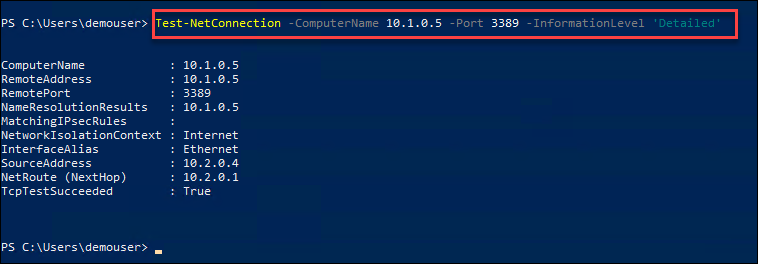 PS C:\Users\demouser> Test-NetConnection -ComputerName 10.1.0.5 -Port 3389 -InformationLevel 'Detailed'
ComputerName : 10.1.0.5
RemoteAddress : 10.1.0.5
RemotePort : 3389
NameResolutionResults : 10.1.0.5
MatchingIPsecRules :
NetworkIsolationContext : Internet
InterfaceAlias : Ethernet
SourceAddress : 10.2.0.4
NetRoute (NextHop) : 10.2.0.1
TcpTestSucceeded : True
PS C:\Users\demouser>